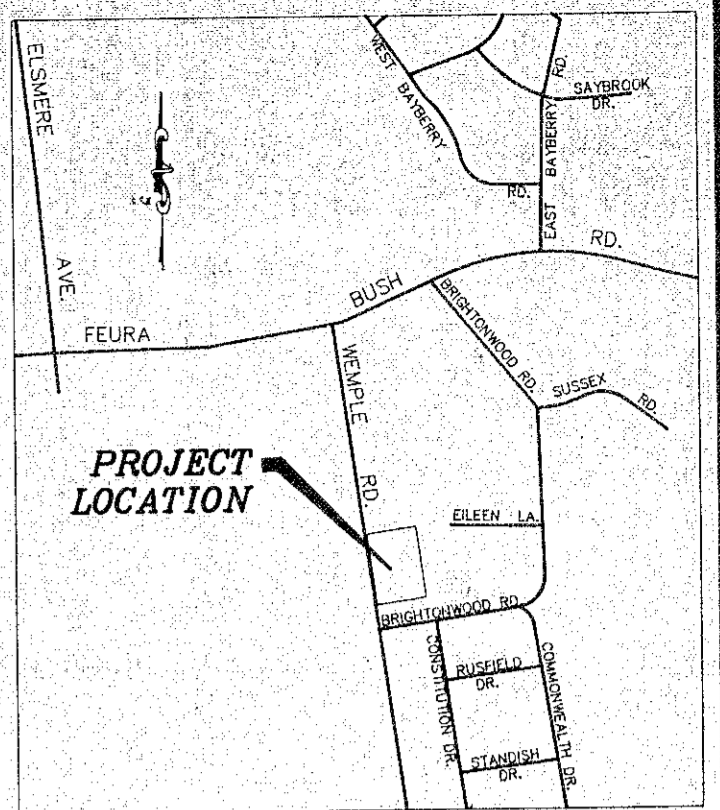 ELSMERE
AVE.
WEST
BAYBERRY
RD.
RD.
SAYBROOK
DR.
EAST
BAYBERRY
RD.
FEURA
BUSH
BRIGHTONWOOD RD.
SUSSEX
RD.
WEMPLE
RD.
PROJECT
LOCATION
EILEEN LA.
BRIGHTONWOOD RD.
CONSTITUTION DR.
RUSFIELD
DR.
COMMONWEALTH DR.
STANDISH
DR.